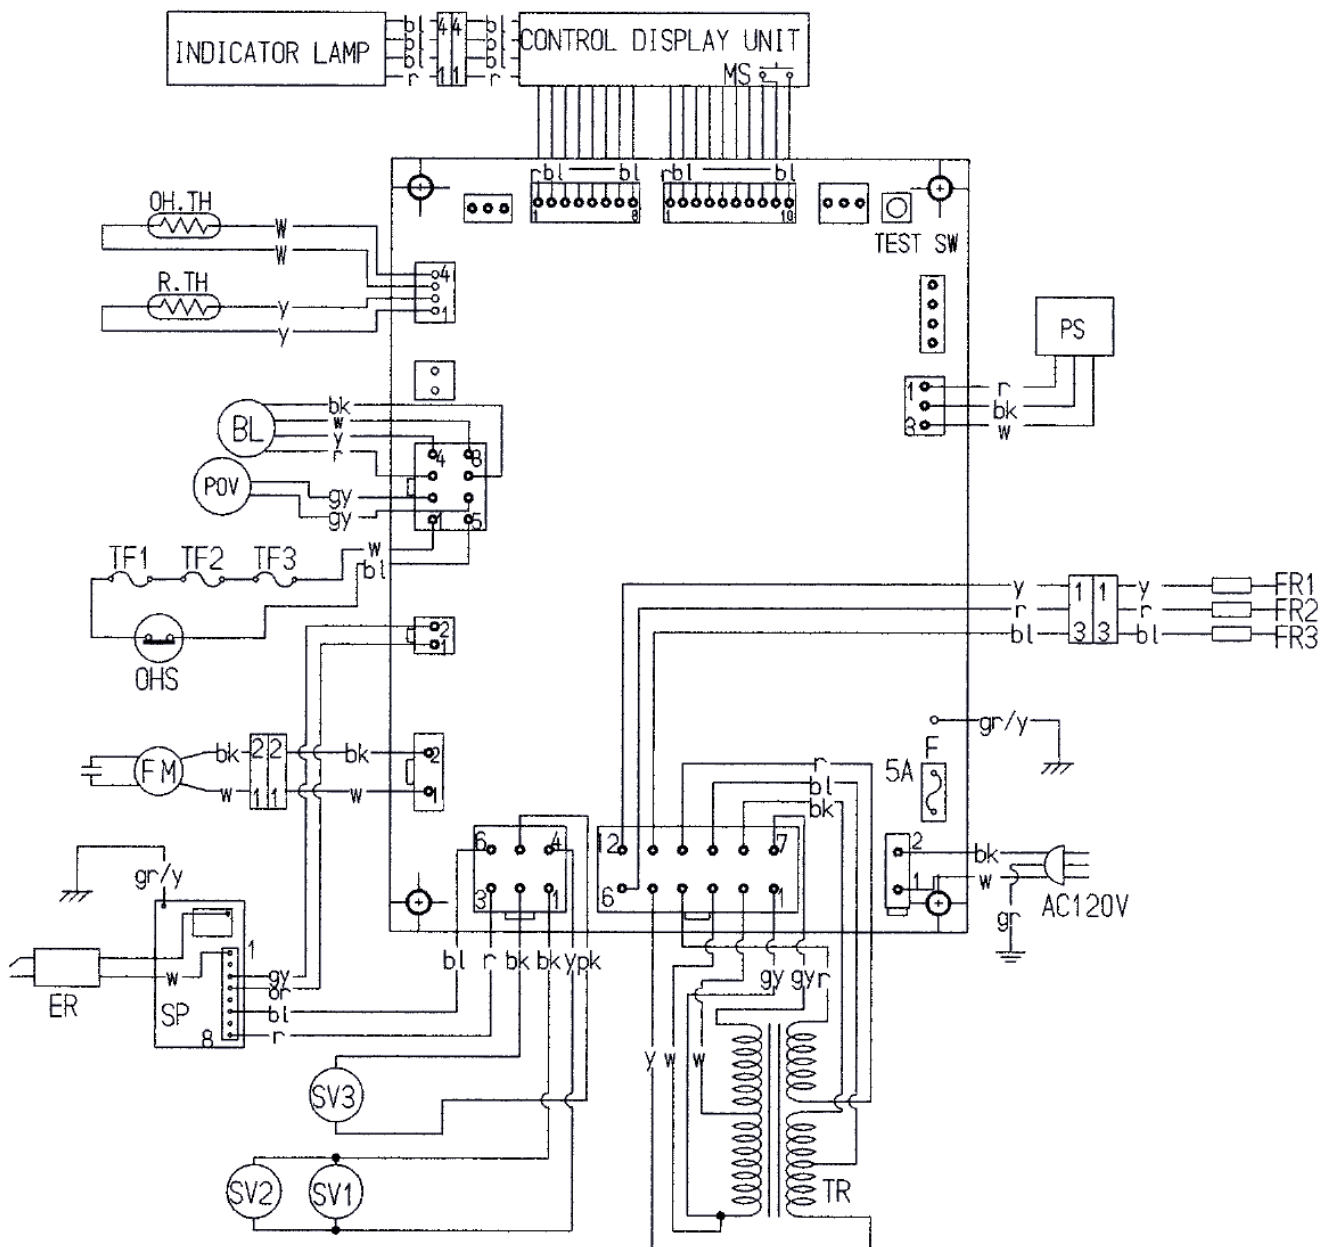 INDICATOR LAMP
bl 4 4 bl
bl bl
bl bl
r 1 1 r
CONTROL DISPLAY UNIT
MS
r bl bl r bl bl
1 8 1 10
TEST SW
OH.TH W
W
4
R.TH y
y
1
PS
1 r
bk
3 w
BL bk
w
y
r
4 8
POV gy
gy
1 5
TF1 TF2 TF3 w
bl
OHS
2
1
y 1 1 y FR1
r r FR2
bl 3 3 bl FR3
gr/y
F
5A
FM bk 2 2 bk 2
w 1 1 w 1
r
bl
bk
6 4
3 1
12 7
6 1
2 bk
1 w
gr
AC120V
gr/y
ER
w
SP
1
gy
or
bl
8 r
bl r bk bk y pk
gy gy r
y w w
SV3
SV2 SV1
TR